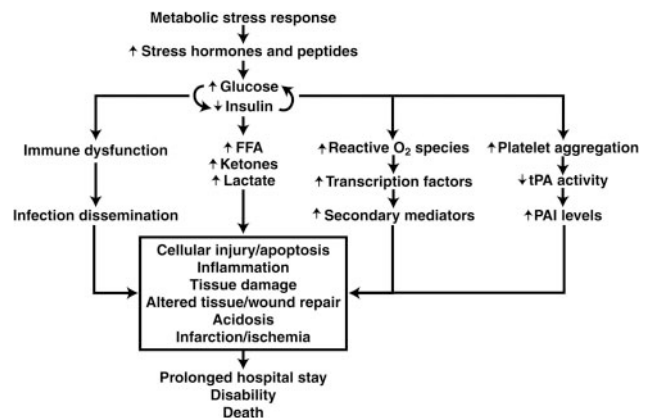 Metabolic stress response
↑ Stress hormones and peptides
↑ Glucose
↓ Insulin
Immune dysfunction
Infection dissemination
↑ FFA
↑ Ketones
↑ Lactate
↑ Reactive O₂ species
↑ Transcription factors
↑ Secondary mediators
↑ Platelet aggregation
↓ tPA activity
↑ PAI levels
Cellular injury/apoptosis
Inflammation
Tissue damage
Altered tissue/wound repair
Acidosis
Infarction/ischemia
Prolonged hospital stay
Disability
Death